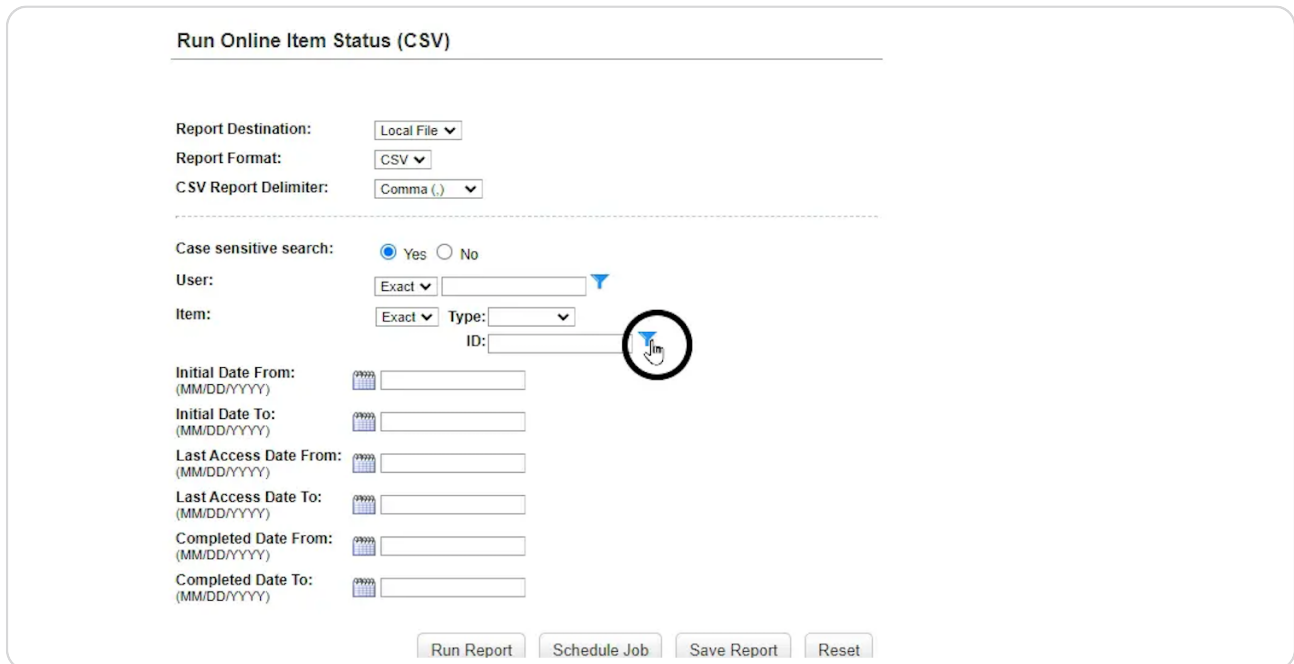 Run Online Item Status (CSV)
Report Destination: Local File
Report Format: CSV
CSV Report Delimiter: Comma (,)
Case sensitive search: Yes No
User: Exact
Item: Exact Type:
ID:
Initial Date From:
(MM/DD/YYYY)
Initial Date To:
(MM/DD/YYYY)
Last Access Date From:
(MM/DD/YYYY)
Last Access Date To:
(MM/DD/YYYY)
Completed Date From:
(MM/DD/YYYY)
Completed Date To:
(MM/DD/YYYY)
Run Report Schedule Job Save Report Reset